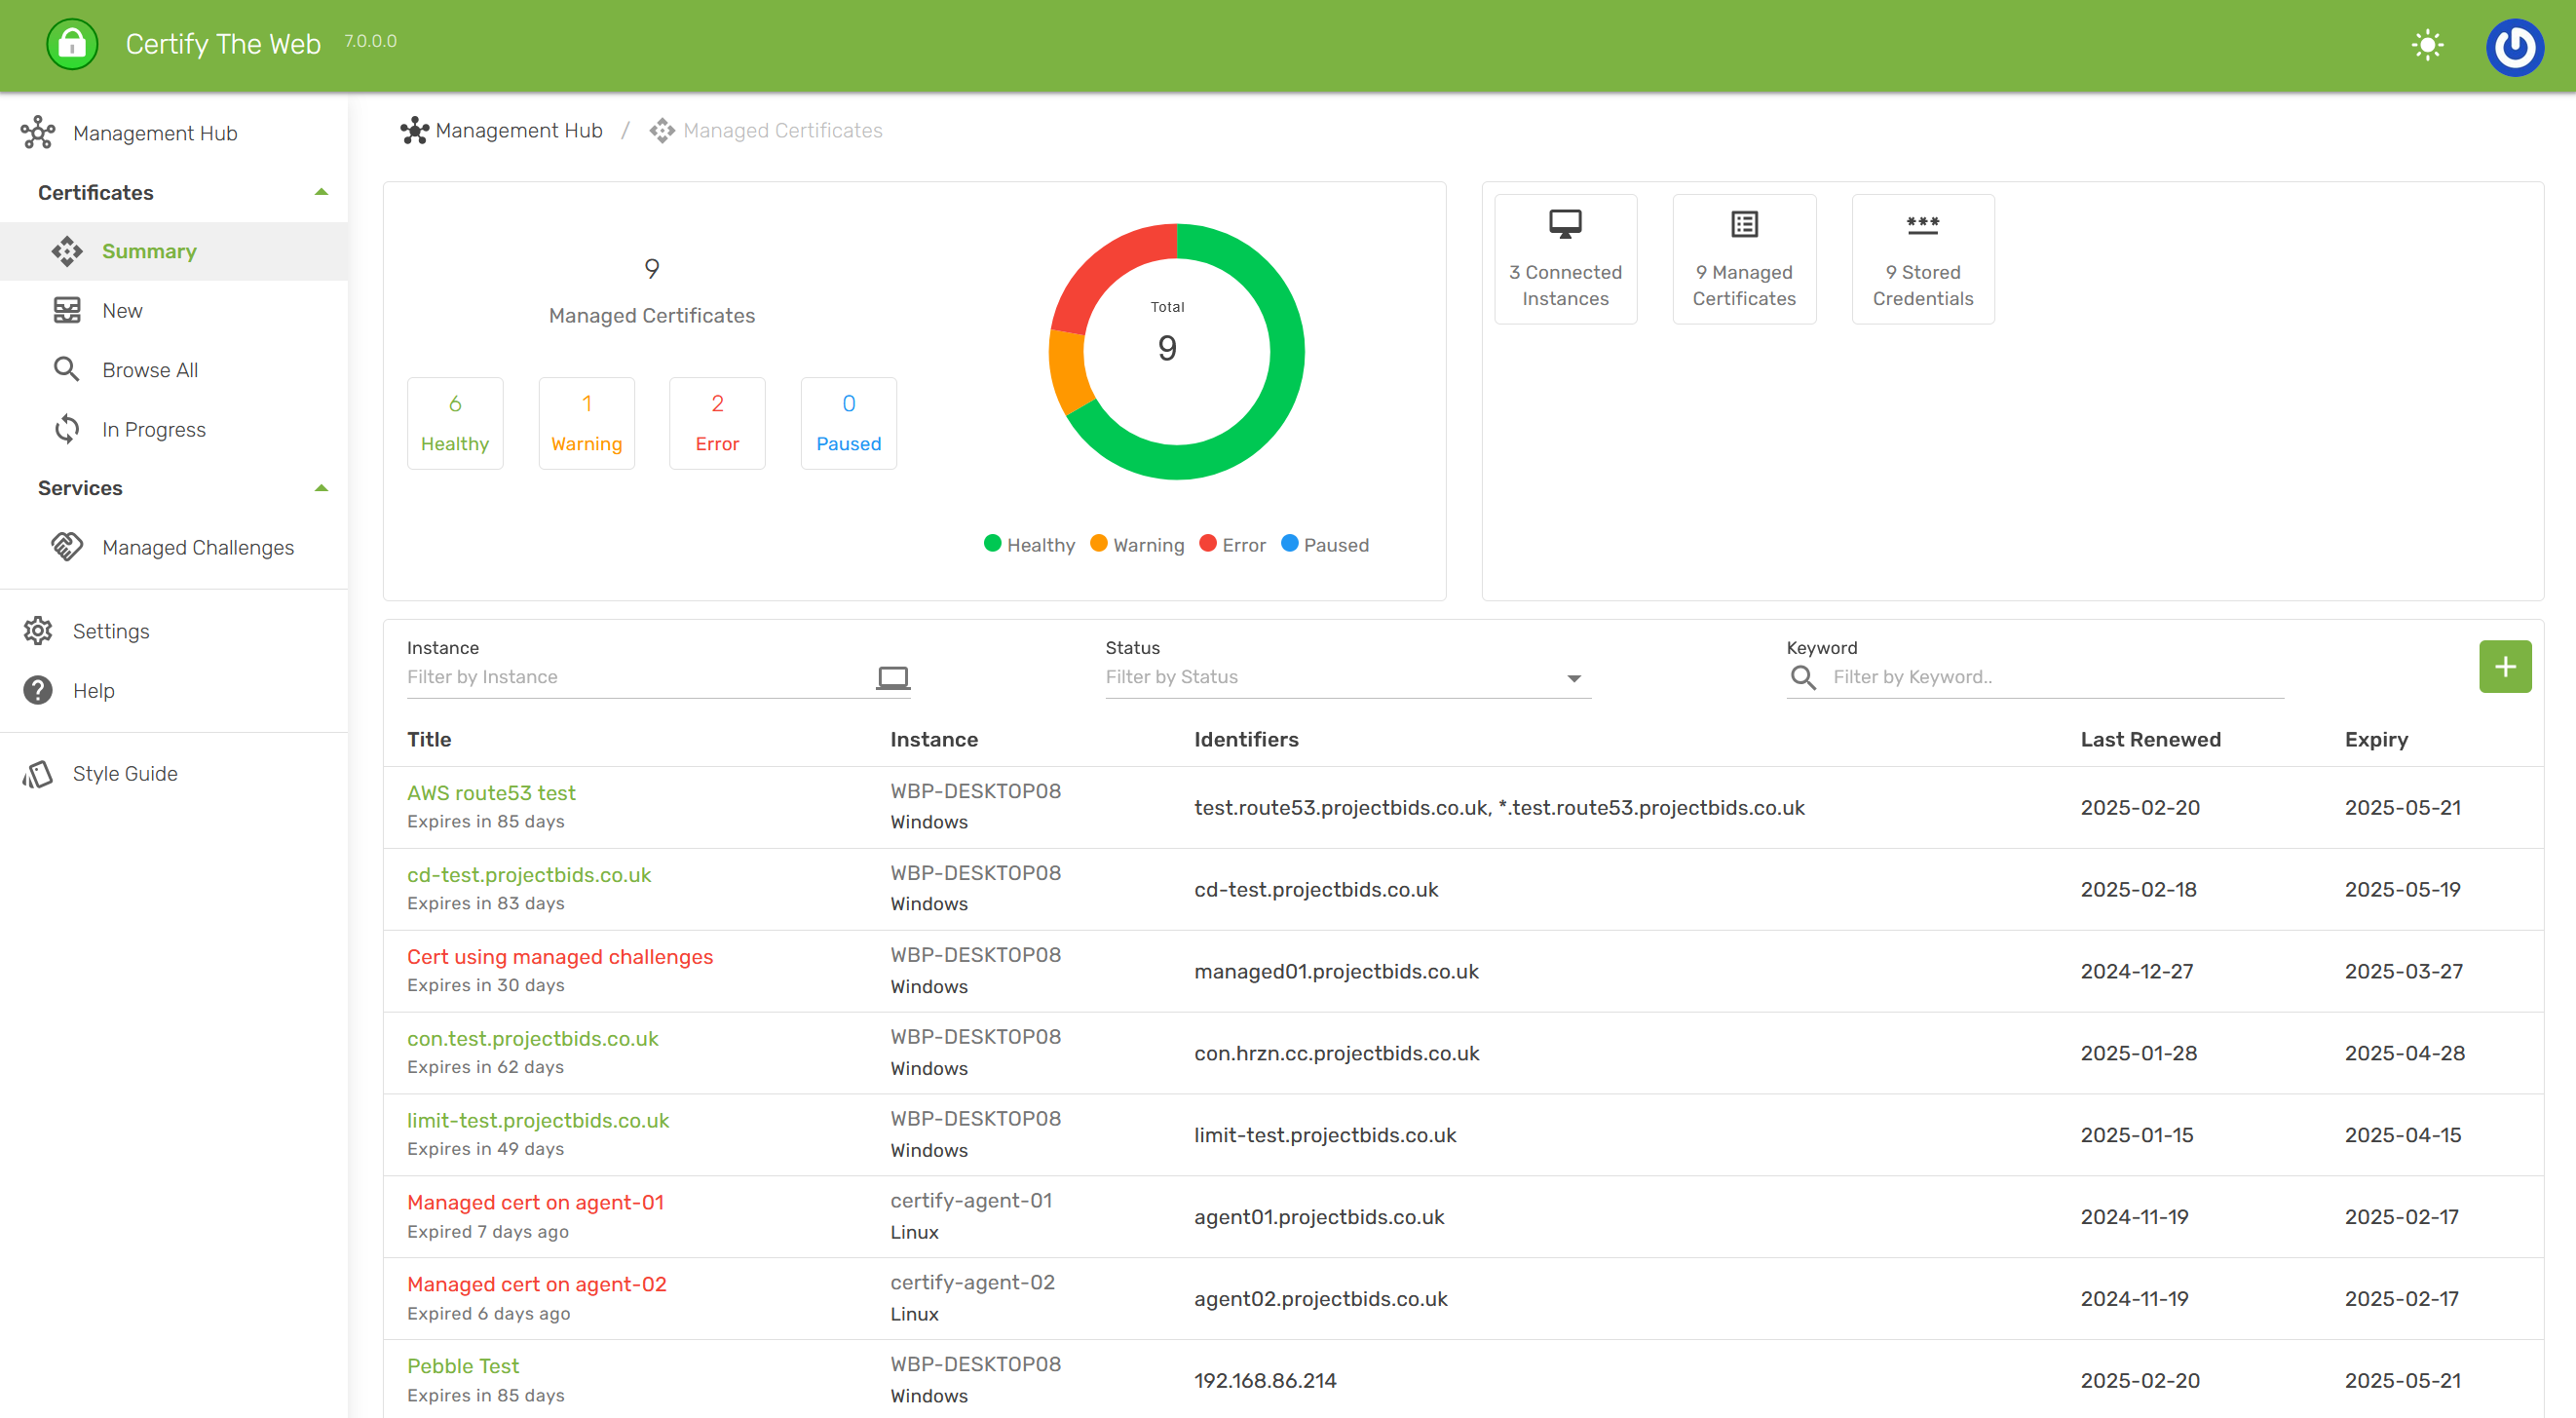 Certify The Web 7.0.0.0
Management Hub
Certificates
Summary
New
Browse All
In Progress
Services
Managed Challenges
Settings
Help
Style Guide
Management Hub / Managed Certificates
9
Managed Certificates
6
Healthy
1
Warning
2
Error
0
Paused
Total
9
Healthy Warning Error Paused
3 Connected
Instances
9 Managed
Certificates
***
9 Stored
Credentials
Instance
Filter by Instance
Status
Filter by Status
Keyword
Filter by Keyword..
+
Title Instance Identifiers Last Renewed Expiry
AWS route53 test
Expires in 85 days
WBP-DESKTOP08
Windows
test.route53.projectbids.co.uk, *.test.route53.projectbids.co.uk
2025-02-20
2025-05-21
cd-test.projectbids.co.uk
Expires in 83 days
WBP-DESKTOP08
Windows
cd-test.projectbids.co.uk
2025-02-18
2025-05-19
Cert using managed challenges
Expires in 30 days
WBP-DESKTOP08
Windows
managed01.projectbids.co.uk
2024-12-27
2025-03-27
con.test.projectbids.co.uk
Expires in 62 days
WBP-DESKTOP08
Windows
con.hrzn.cc.projectbids.co.uk
2025-01-28
2025-04-28
limit-test.projectbids.co.uk
Expires in 49 days
WBP-DESKTOP08
Windows
limit-test.projectbids.co.uk
2025-01-15
2025-04-15
Managed cert on agent-01
Expired 7 days ago
certify-agent-01
Linux
agent01.projectbids.co.uk
2024-11-19
2025-02-17
Managed cert on agent-02
Expired 6 days ago
certify-agent-02
Linux
agent02.projectbids.co.uk
2024-11-19
2025-02-17
Pebble Test
Expires in 85 days
WBP-DESKTOP08
Windows
192.168.86.214
2025-02-20
2025-05-21